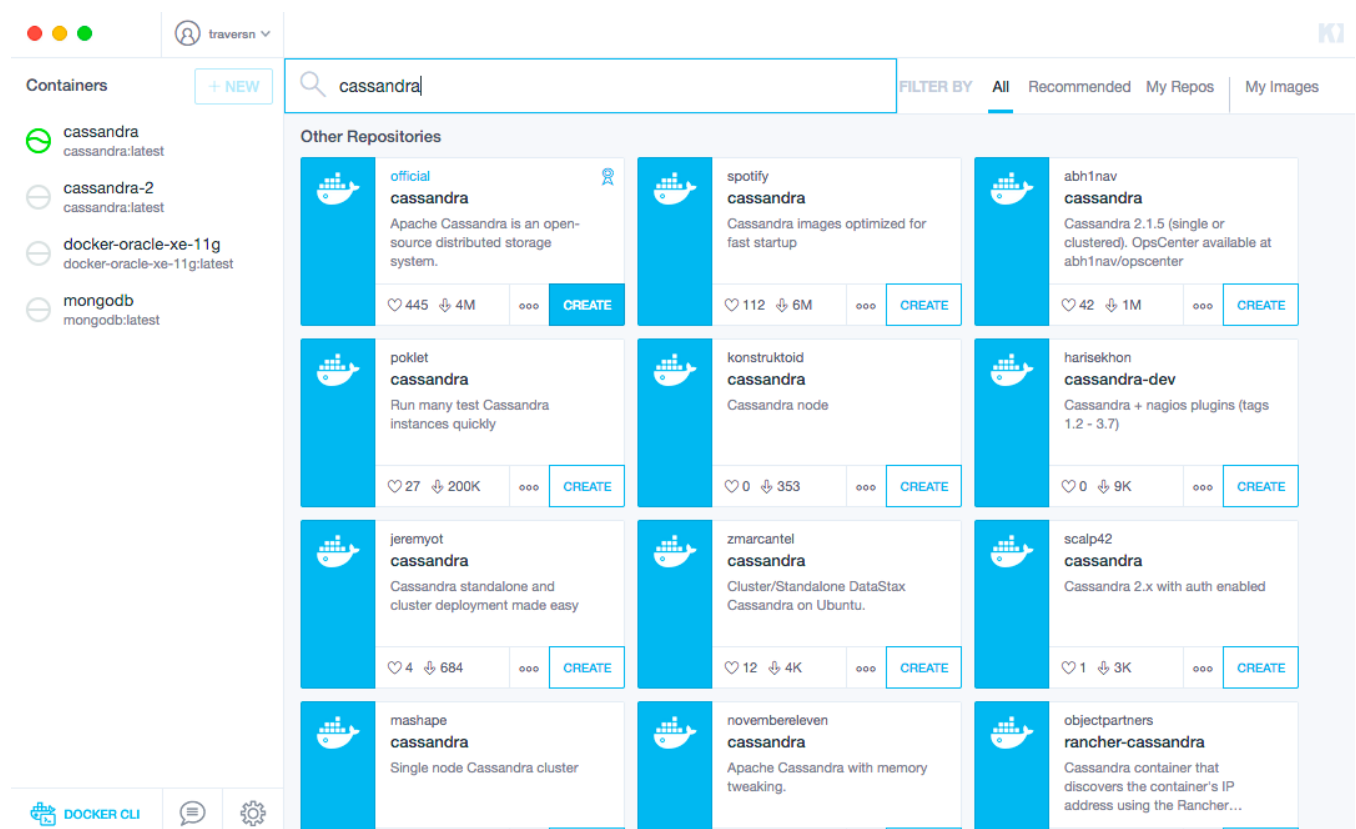 traversn
Containers
+ NEW
cassandra
FILTER BY
All
Recommended
My Repos
My Images
cassandra
cassandra:latest
cassandra-2
cassandra:latest
docker-oracle-xe-11g
docker-oracle-xe-11g:latest
mongodb
mongodb:latest
DOCKER CLI
Other Repositories
official
cassandra
Apache Cassandra is an open-
source distributed storage
system.
445
4M
CREATE
spotify
cassandra
Cassandra images optimized for
fast startup
112
6M
CREATE
abh1nav
cassandra
Cassandra 2.1.5 (single or
clustered). OpsCenter available at
abh1nav/opscenter
42
1M
CREATE
poklet
cassandra
Run many test Cassandra
instances quickly
27
200K
CREATE
konstruktoid
cassandra
Cassandra node
0
353
CREATE
harisekhon
cassandra-dev
Cassandra + nagios plugins (tags
1.2 - 3.7)
0
9K
CREATE
jeremyot
cassandra
Cassandra standalone and
cluster deployment made easy
4
684
CREATE
zmarcantel
cassandra
Cluster/Standalone DataStax
Cassandra on Ubuntu.
12
4K
CREATE
scalp42
cassandra
Cassandra 2.x with auth enabled
1
3K
CREATE
mashape
cassandra
Single node Cassandra cluster
novembereleven
cassandra
Apache Cassandra with memory
tweaking.
objectpartners
rancher-cassandra
Cassandra container that
discovers the container's IP
address using the Rancher…